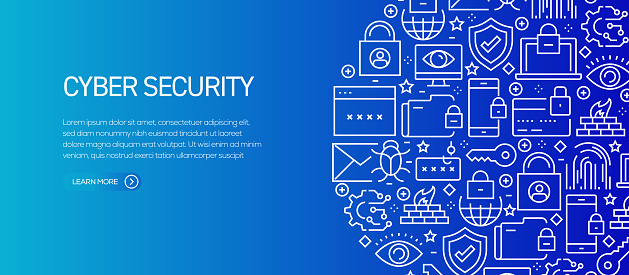 CYBER SECURITY
Lorem ipsum dolor sit amet, consectetuer adipiscing elit,
sed diam nonummy nibh euismod tincidunt ut laoreet
dolore magna aliquam erat volutpat. Ut wisi enim ad
minim veniam, quis nostrud exerci tation ullamcorper suscipit
LEARN MORE